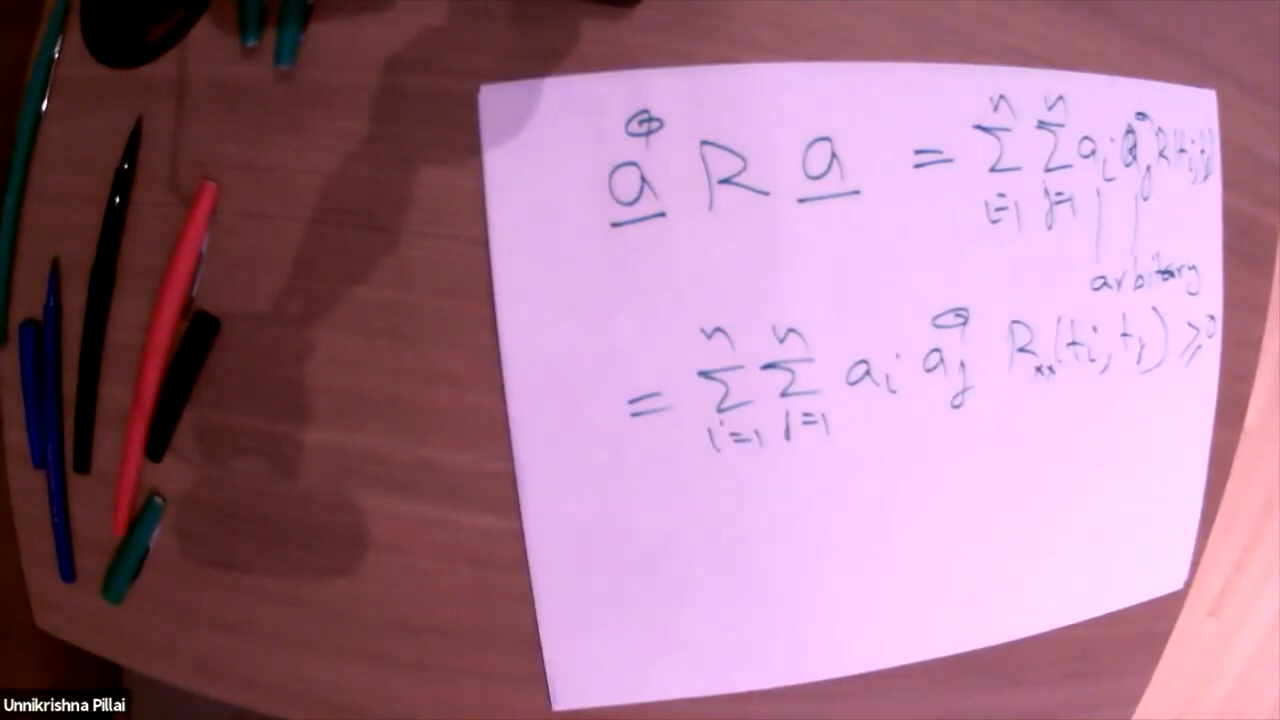 a* R a = Σ_{i=1}^{n} Σ_{j=1}^{n} a_i a_j* R(t_i, t_j)
arbitary
= Σ_{i=1}^{n} Σ_{j=1}^{n} a_i a_j* R_xx(t_i, t_j) ≥ 0
Unnikrishna Pillai